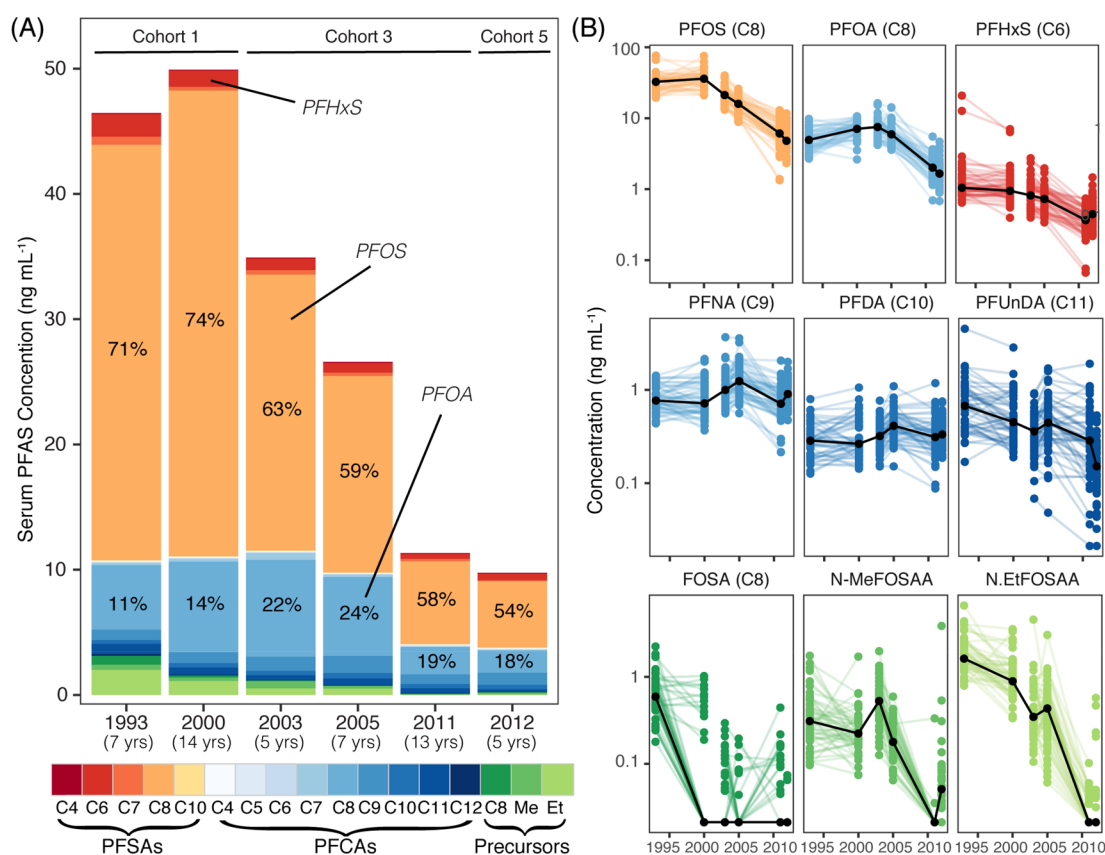 (A)
Cohort 1 Cohort 3 Cohort 5
50
40
30
20
10
0
Serum PFAS Concention (ng mL-1)
PFHxS
PFOS
PFOA
71% 74% 63% 59% 58% 54%
11% 14% 22% 24% 19% 18%
1993 2000 2003 2005 2011 2012
(7 yrs) (14 yrs) (5 yrs) (7 yrs) (13 yrs) (5 yrs)
C4 C6 C7 C8 C10 C4 C5 C6 C7 C8 C9 C10 C11 C12 C8 Me Et
PFSAs PFCAs Precursors
(B)
Concentration (ng mL-1)
PFOS (C8) PFOA (C8) PFHxS (C6)
100
10
1
0.1
PFNA (C9) PFDA (C10) PFUnDA (C11)
1
0.1
FOSA (C8) N-MeFOSAA N.EtFOSAA
1
0.1
1995 2000 2005 2010 1995 2000 2005 2010 1995 2000 2005 2010